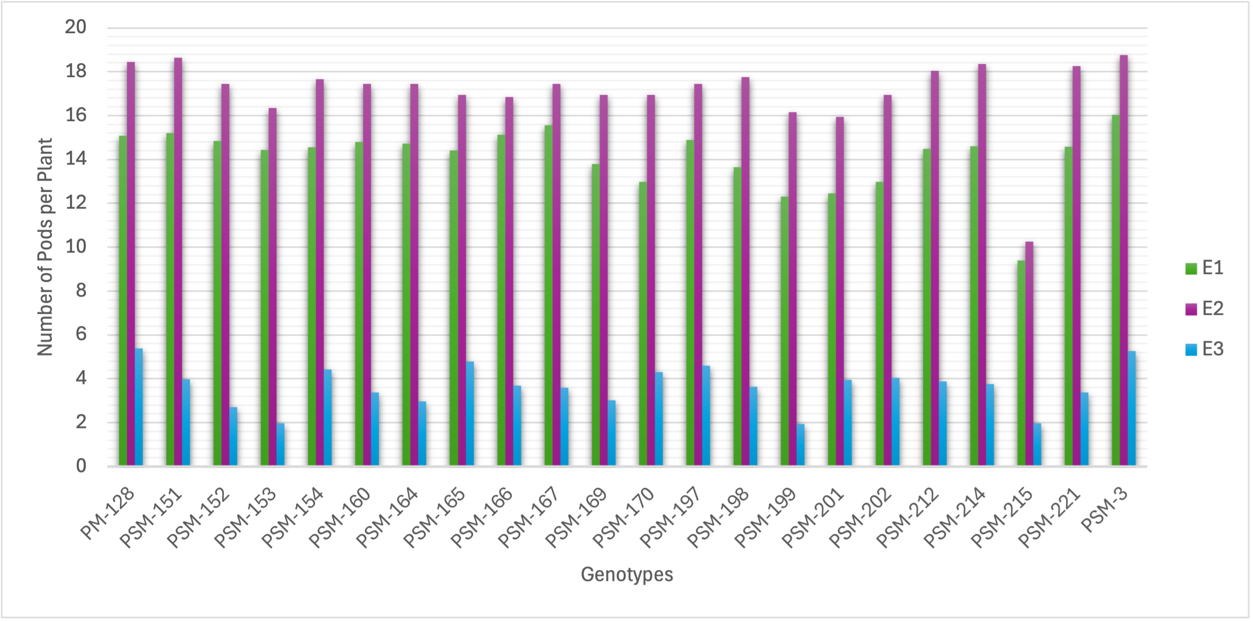 20
18
16
14
12
10
8
6
4
2
0
Number of Pods per Plant
PM-128
PSM-151
PSM-152
PSM-153
PSM-154
PSM-160
PSM-164
PSM-165
PSM-166
PSM-167
PSM-169
PSM-170
PSM-197
PSM-198
PSM-199
PSM-201
PSM-202
PSM-212
PSM-214
PSM-215
PSM-221
PSM-3
Genotypes
E1
E2
E3